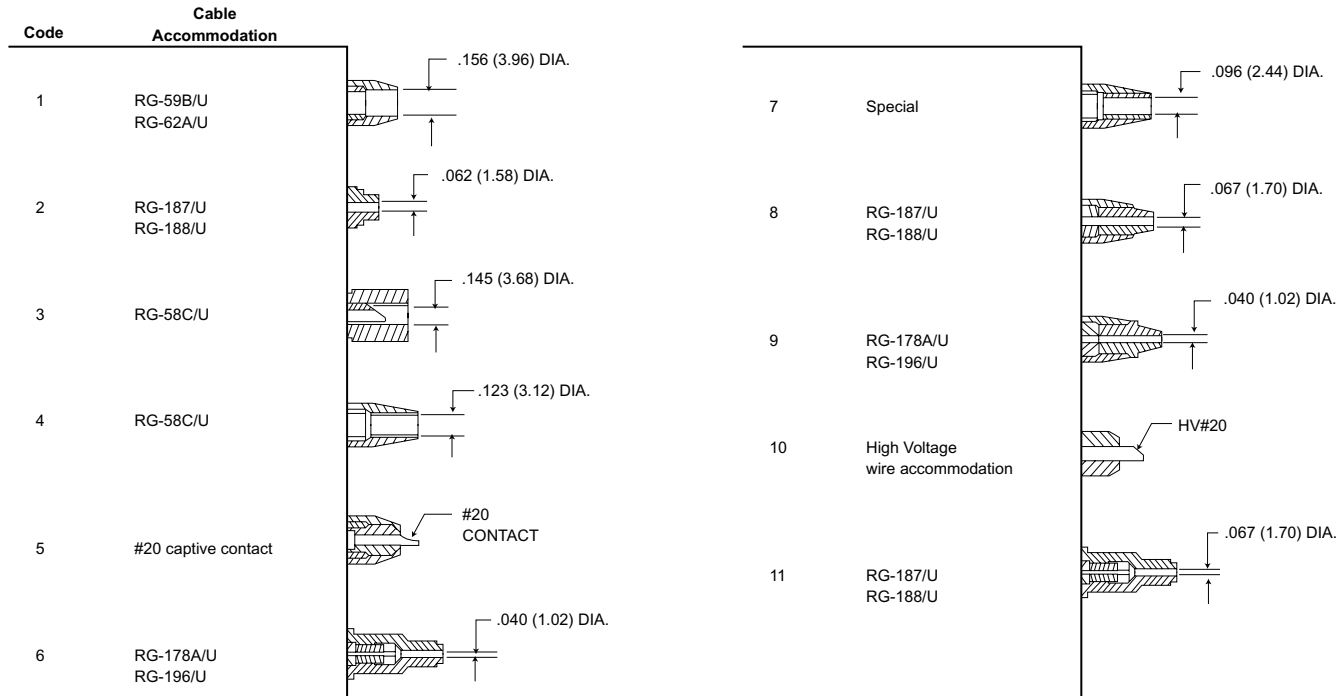 Code
Cable
Accommodation
.156 (3.96) DIA.
1
RG-59B/U
RG-62A/U
.062 (1.58) DIA.
2
RG-187/U
RG-188/U
.145 (3.68) DIA.
3
RG-58C/U
.123 (3.12) DIA.
4
RG-58C/U
#20
CONTACT
5
#20 captive contact
.040 (1.02) DIA.
6
RG-178A/U
RG-196/U
.096 (2.44) DIA.
7
Special
.067 (1.70) DIA.
8
RG-187/U
RG-188/U
.040 (1.02) DIA.
9
RG-178A/U
RG-196/U
HV#20
10
High Voltage
wire accommodation
.067 (1.70) DIA.
11
RG-187/U
RG-188/U